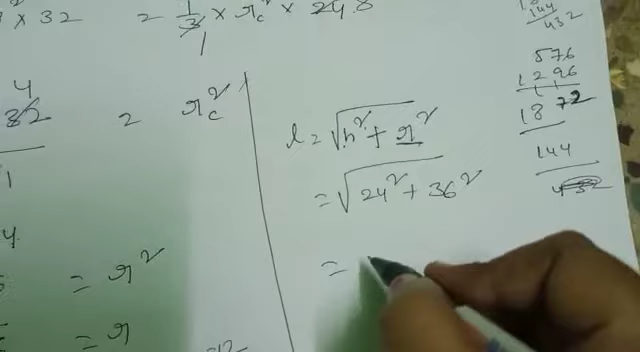 ² × 32 = 1/3 × r_c² × 24.8
1
4
32 = r_c²
1
4
= r²
= r
l = √h² + r²
= √24² + 36²
=
144
432
576
1296
1872
144